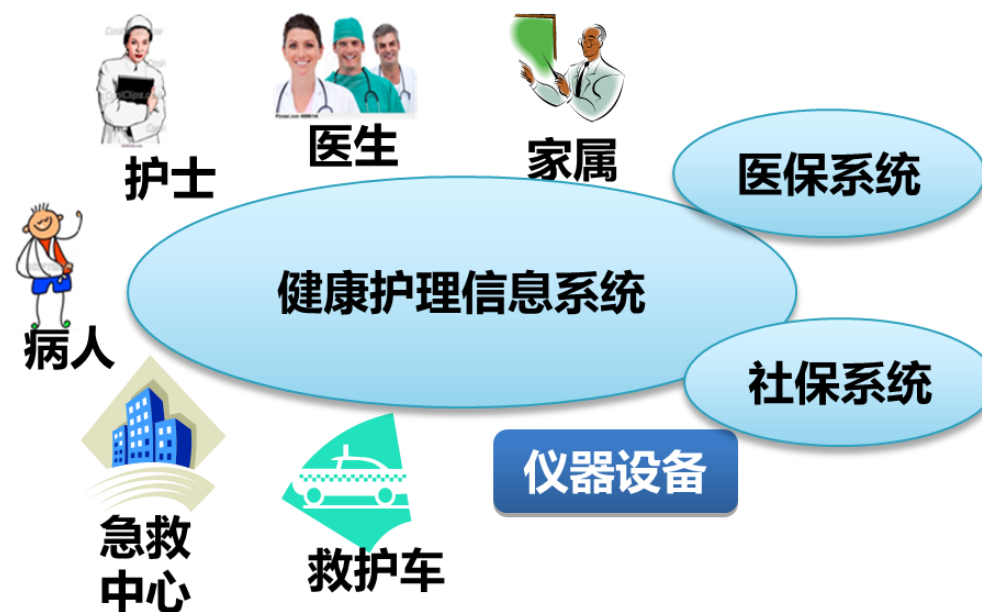 护士
医生
家属
医保系统
健康护理信息系统
病人
社保系统
仪器设备
急救
中心
救护车